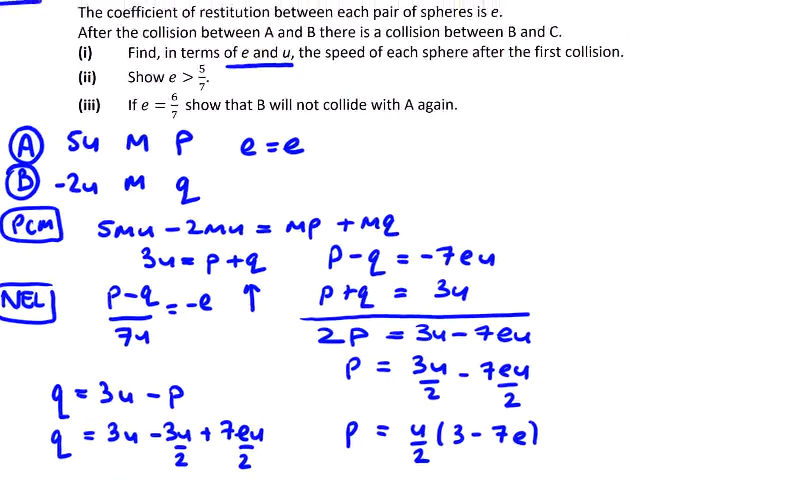 The coefficient of restitution between each pair of spheres is e.
After the collision between A and B there is a collision between B and C.
(i) Find, in terms of e and u, the speed of each sphere after the first collision.
(ii) Show e > 5/7.
(iii) If e = 6/7 show that B will not collide with A again.
A 5u M P e = e
B -2u M q
PCM 5Mu - 2Mu = MP + Mq
3u = P + q P - q = -7eu
NEL P-q/7u = -e ↑ P + q = 3u
2P = 3u - 7eu
P = 3u/2 - 7eu/2
q = 3u - P
q = 3u - 3u/2 + 7eu/2 P = u/2 (3 - 7e)